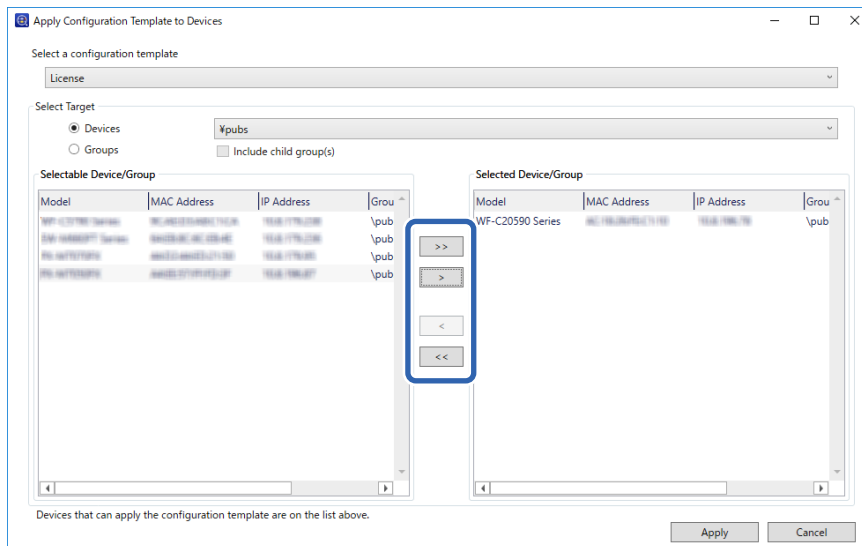 Apply Configuration Template to Devices
Select a configuration template
License
Select Target
Devices
¥pubs
Groups
Include child group(s)
Selectable Device/Group
Selected Device/Group
Model MAC Address IP Address Grou
Model MAC Address IP Address Grou
\pub
WF-C20590 Series \pub
\pub
\pub
\pub
>>
>
<
<<
Devices that can apply the configuration template are on the list above.
Apply Cancel